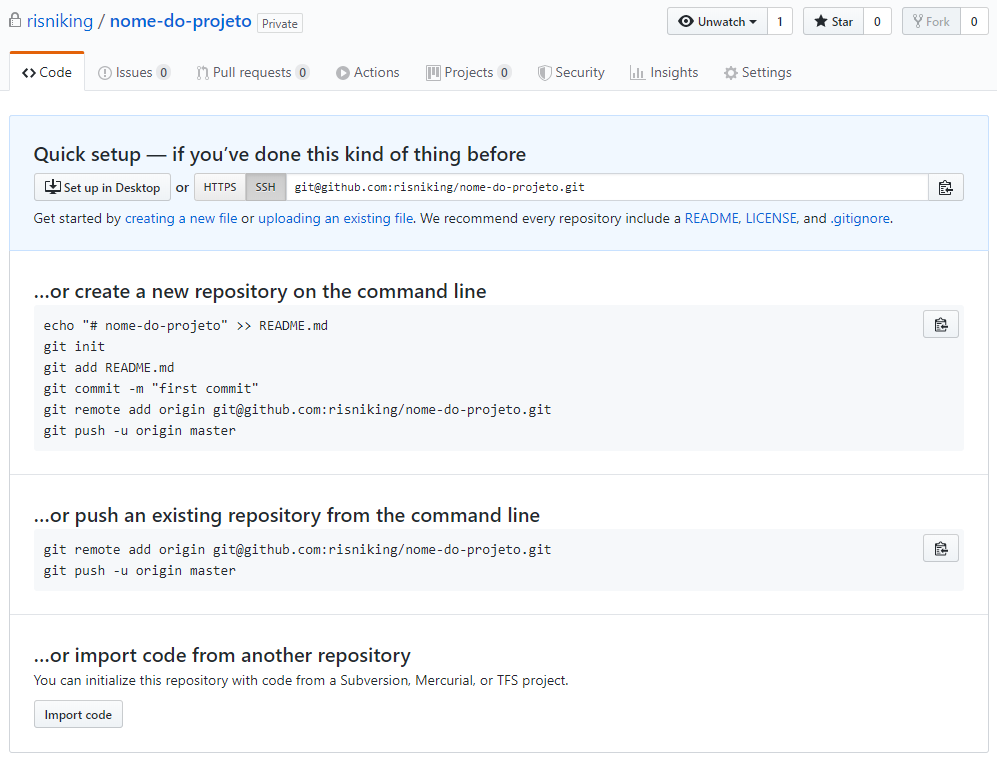 risniking / nome-do-projeto Private
Unwatch 1 Star 0 Fork 0
Code Issues 0 Pull requests 0 Actions Projects 0 Security Insights Settings
Quick setup — if you’ve done this kind of thing before
Set up in Desktop or HTTPS SSH git@github.com:risniking/nome-do-projeto.git
Get started by creating a new file or uploading an existing file. We recommend every repository include a README, LICENSE, and .gitignore.
…or create a new repository on the command line
echo "# nome-do-projeto" >> README.md
git init
git add README.md
git commit -m "first commit"
git remote add origin git@github.com:risniking/nome-do-projeto.git
git push -u origin master
…or push an existing repository from the command line
git remote add origin git@github.com:risniking/nome-do-projeto.git
git push -u origin master
…or import code from another repository
You can initialize this repository with code from a Subversion, Mercurial, or TFS project.
Import code